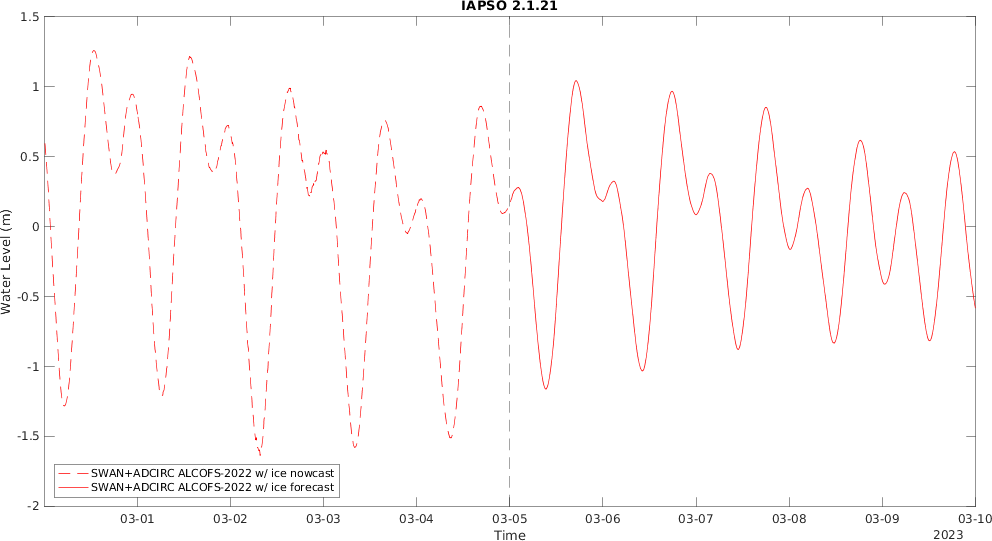 IAPSO 2.1.21
1.5
1
0.5
0
-0.5
-1
-1.5
-2
Water Level (m)
SWAN+ADCIRC ALCOFS-2022 w/ ice nowcast
SWAN+ADCIRC ALCOFS-2022 w/ ice forecast
03-01 03-02 03-03 03-04 03-05 03-06 03-07 03-08 03-09 03-10
Time
2023